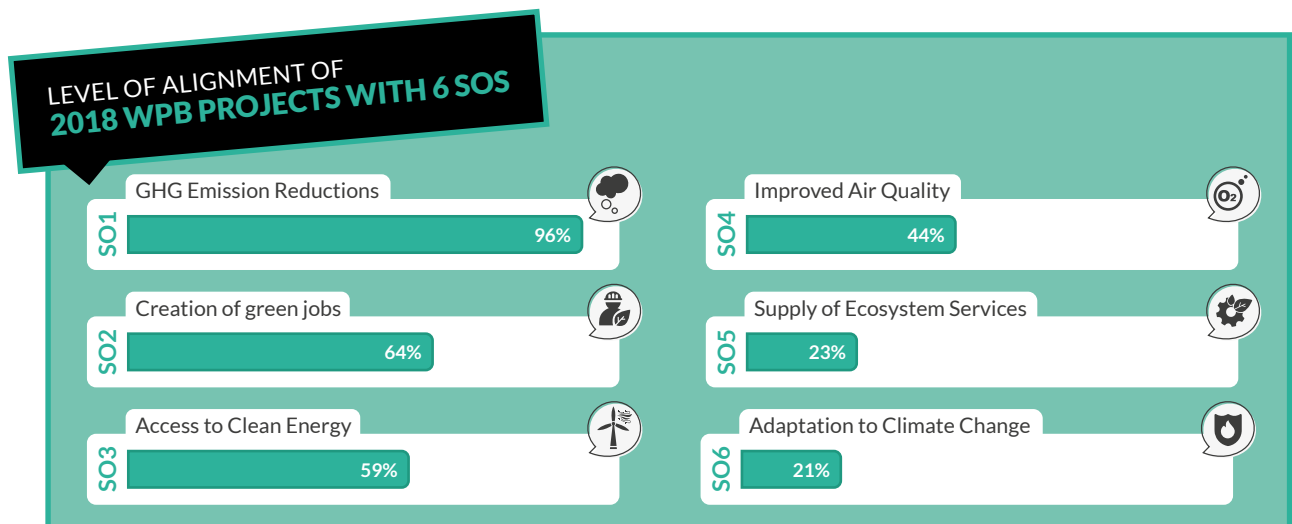 LEVEL OF ALIGNMENT OF
2018 WPB PROJECTS WITH 6 SOS
GHG Emission Reductions
SO1
96%
Creation of green jobs
SO2
64%
Access to Clean Energy
SO3
59%
Improved Air Quality
O2
SO4
44%
Supply of Ecosystem Services
SO5
23%
Adaptation to Climate Change
SO6
21%